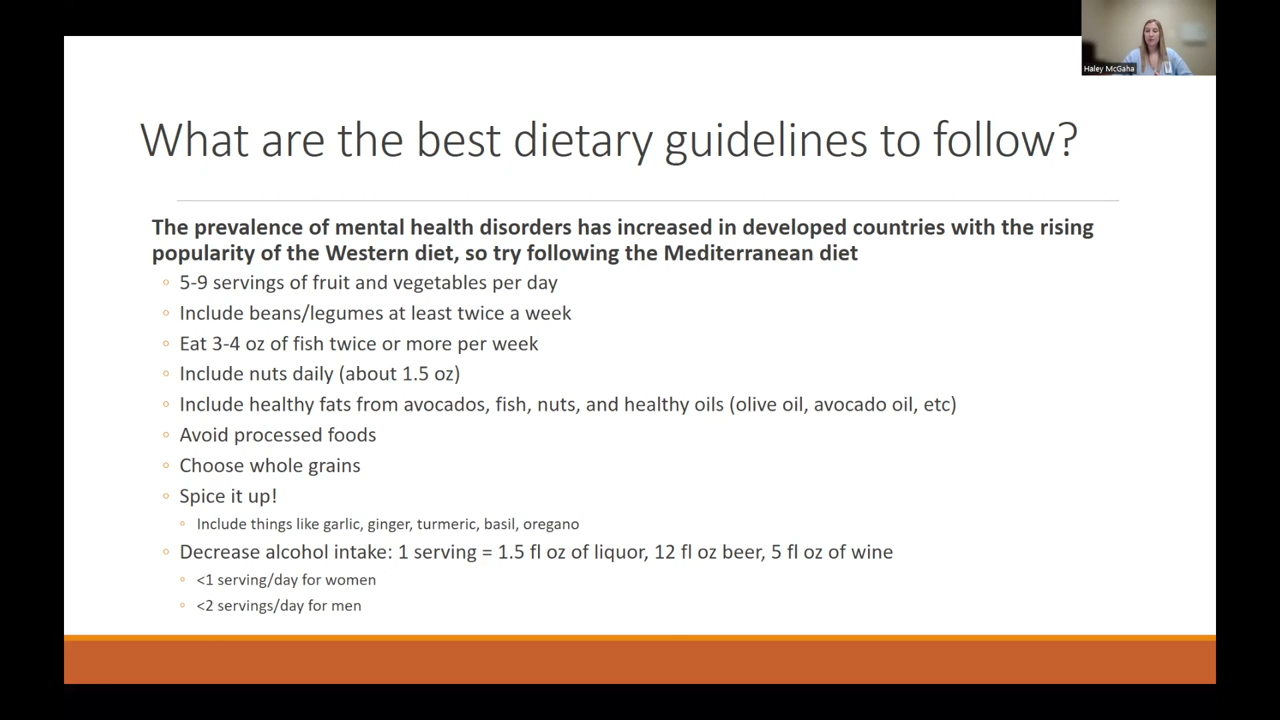 Haley McGaha
What are the best dietary guidelines to follow?
The prevalence of mental health disorders has increased in developed countries with the rising
popularity of the Western diet, so try following the Mediterranean diet
◦ 5-9 servings of fruit and vegetables per day
◦ Include beans/legumes at least twice a week
◦ Eat 3-4 oz of fish twice or more per week
◦ Include nuts daily (about 1.5 oz)
◦ Include healthy fats from avocados, fish, nuts, and healthy oils (olive oil, avocado oil, etc)
◦ Avoid processed foods
◦ Choose whole grains
◦ Spice it up!
◦ Include things like garlic, ginger, turmeric, basil, oregano
◦ Decrease alcohol intake: 1 serving = 1.5 fl oz of liquor, 12 fl oz beer, 5 fl oz of wine
◦ <1 serving/day for women
◦ <2 servings/day for men